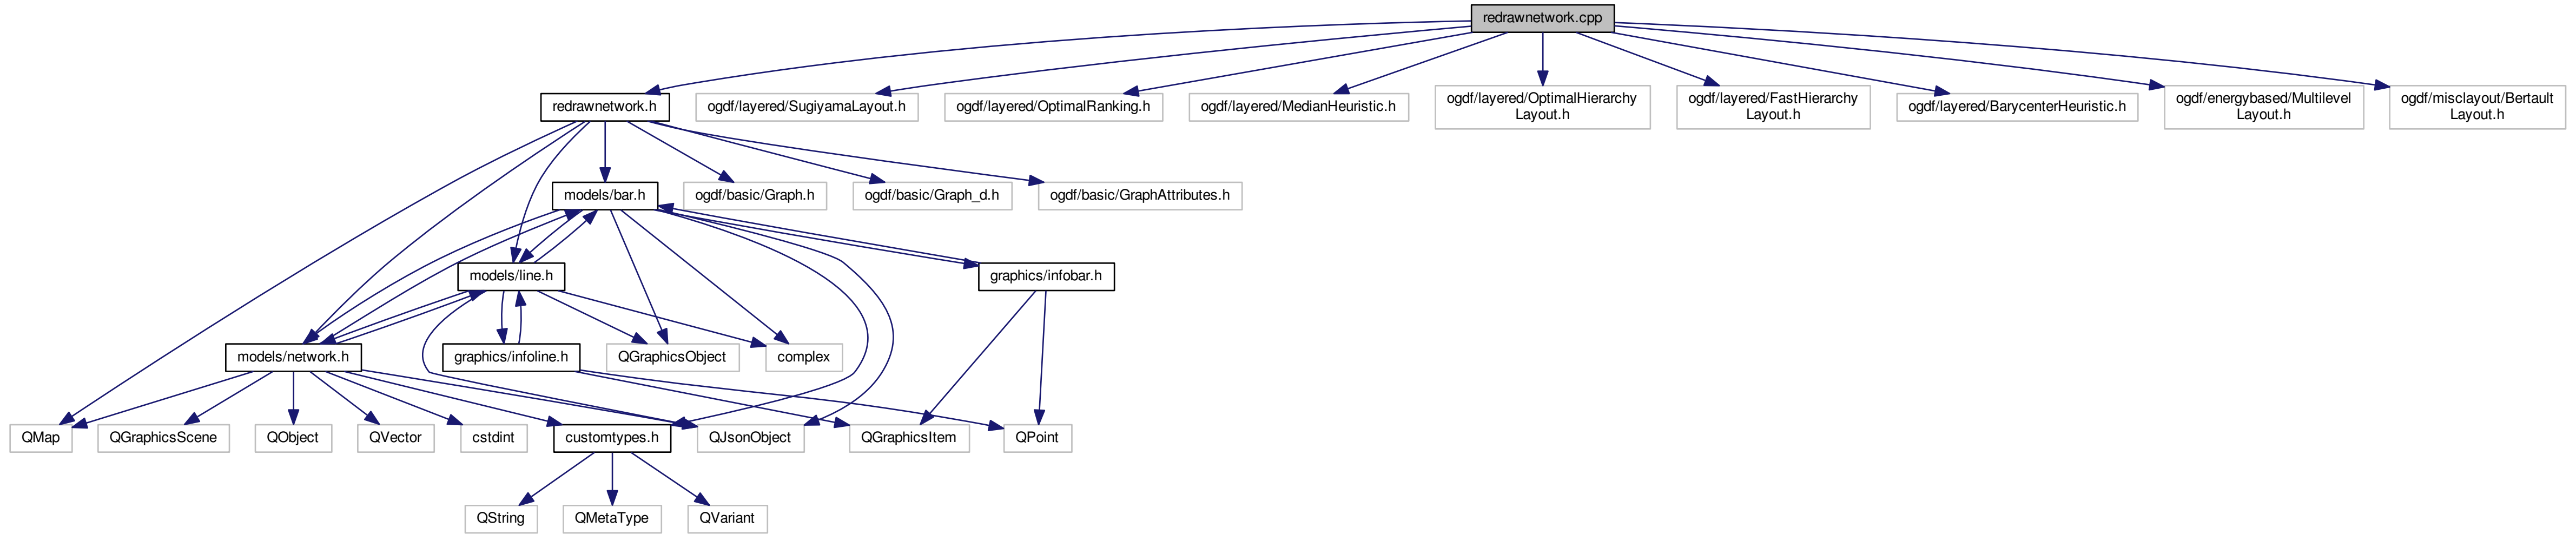 redrawnetwork.cpp
redrawnetwork.h
ogdf/layered/SugiyamaLayout.h
ogdf/layered/OptimalRanking.h
ogdf/layered/MedianHeuristic.h
ogdf/layered/OptimalHierarchy
Layout.h
ogdf/layered/FastHierarchy
Layout.h
ogdf/layered/BarycenterHeuristic.h
ogdf/energybased/Multilevel
Layout.h
ogdf/misclayout/Bertault
Layout.h
models/bar.h
ogdf/basic/Graph.h
ogdf/basic/Graph_d.h
ogdf/basic/GraphAttributes.h
models/line.h
graphics/infobar.h
models/network.h
graphics/infoline.h
QGraphicsObject
complex
QMap
QGraphicsScene
QObject
QVector
cstdint
customtypes.h
QJsonObject
QGraphicsItem
QPoint
QString
QMetaType
QVariant